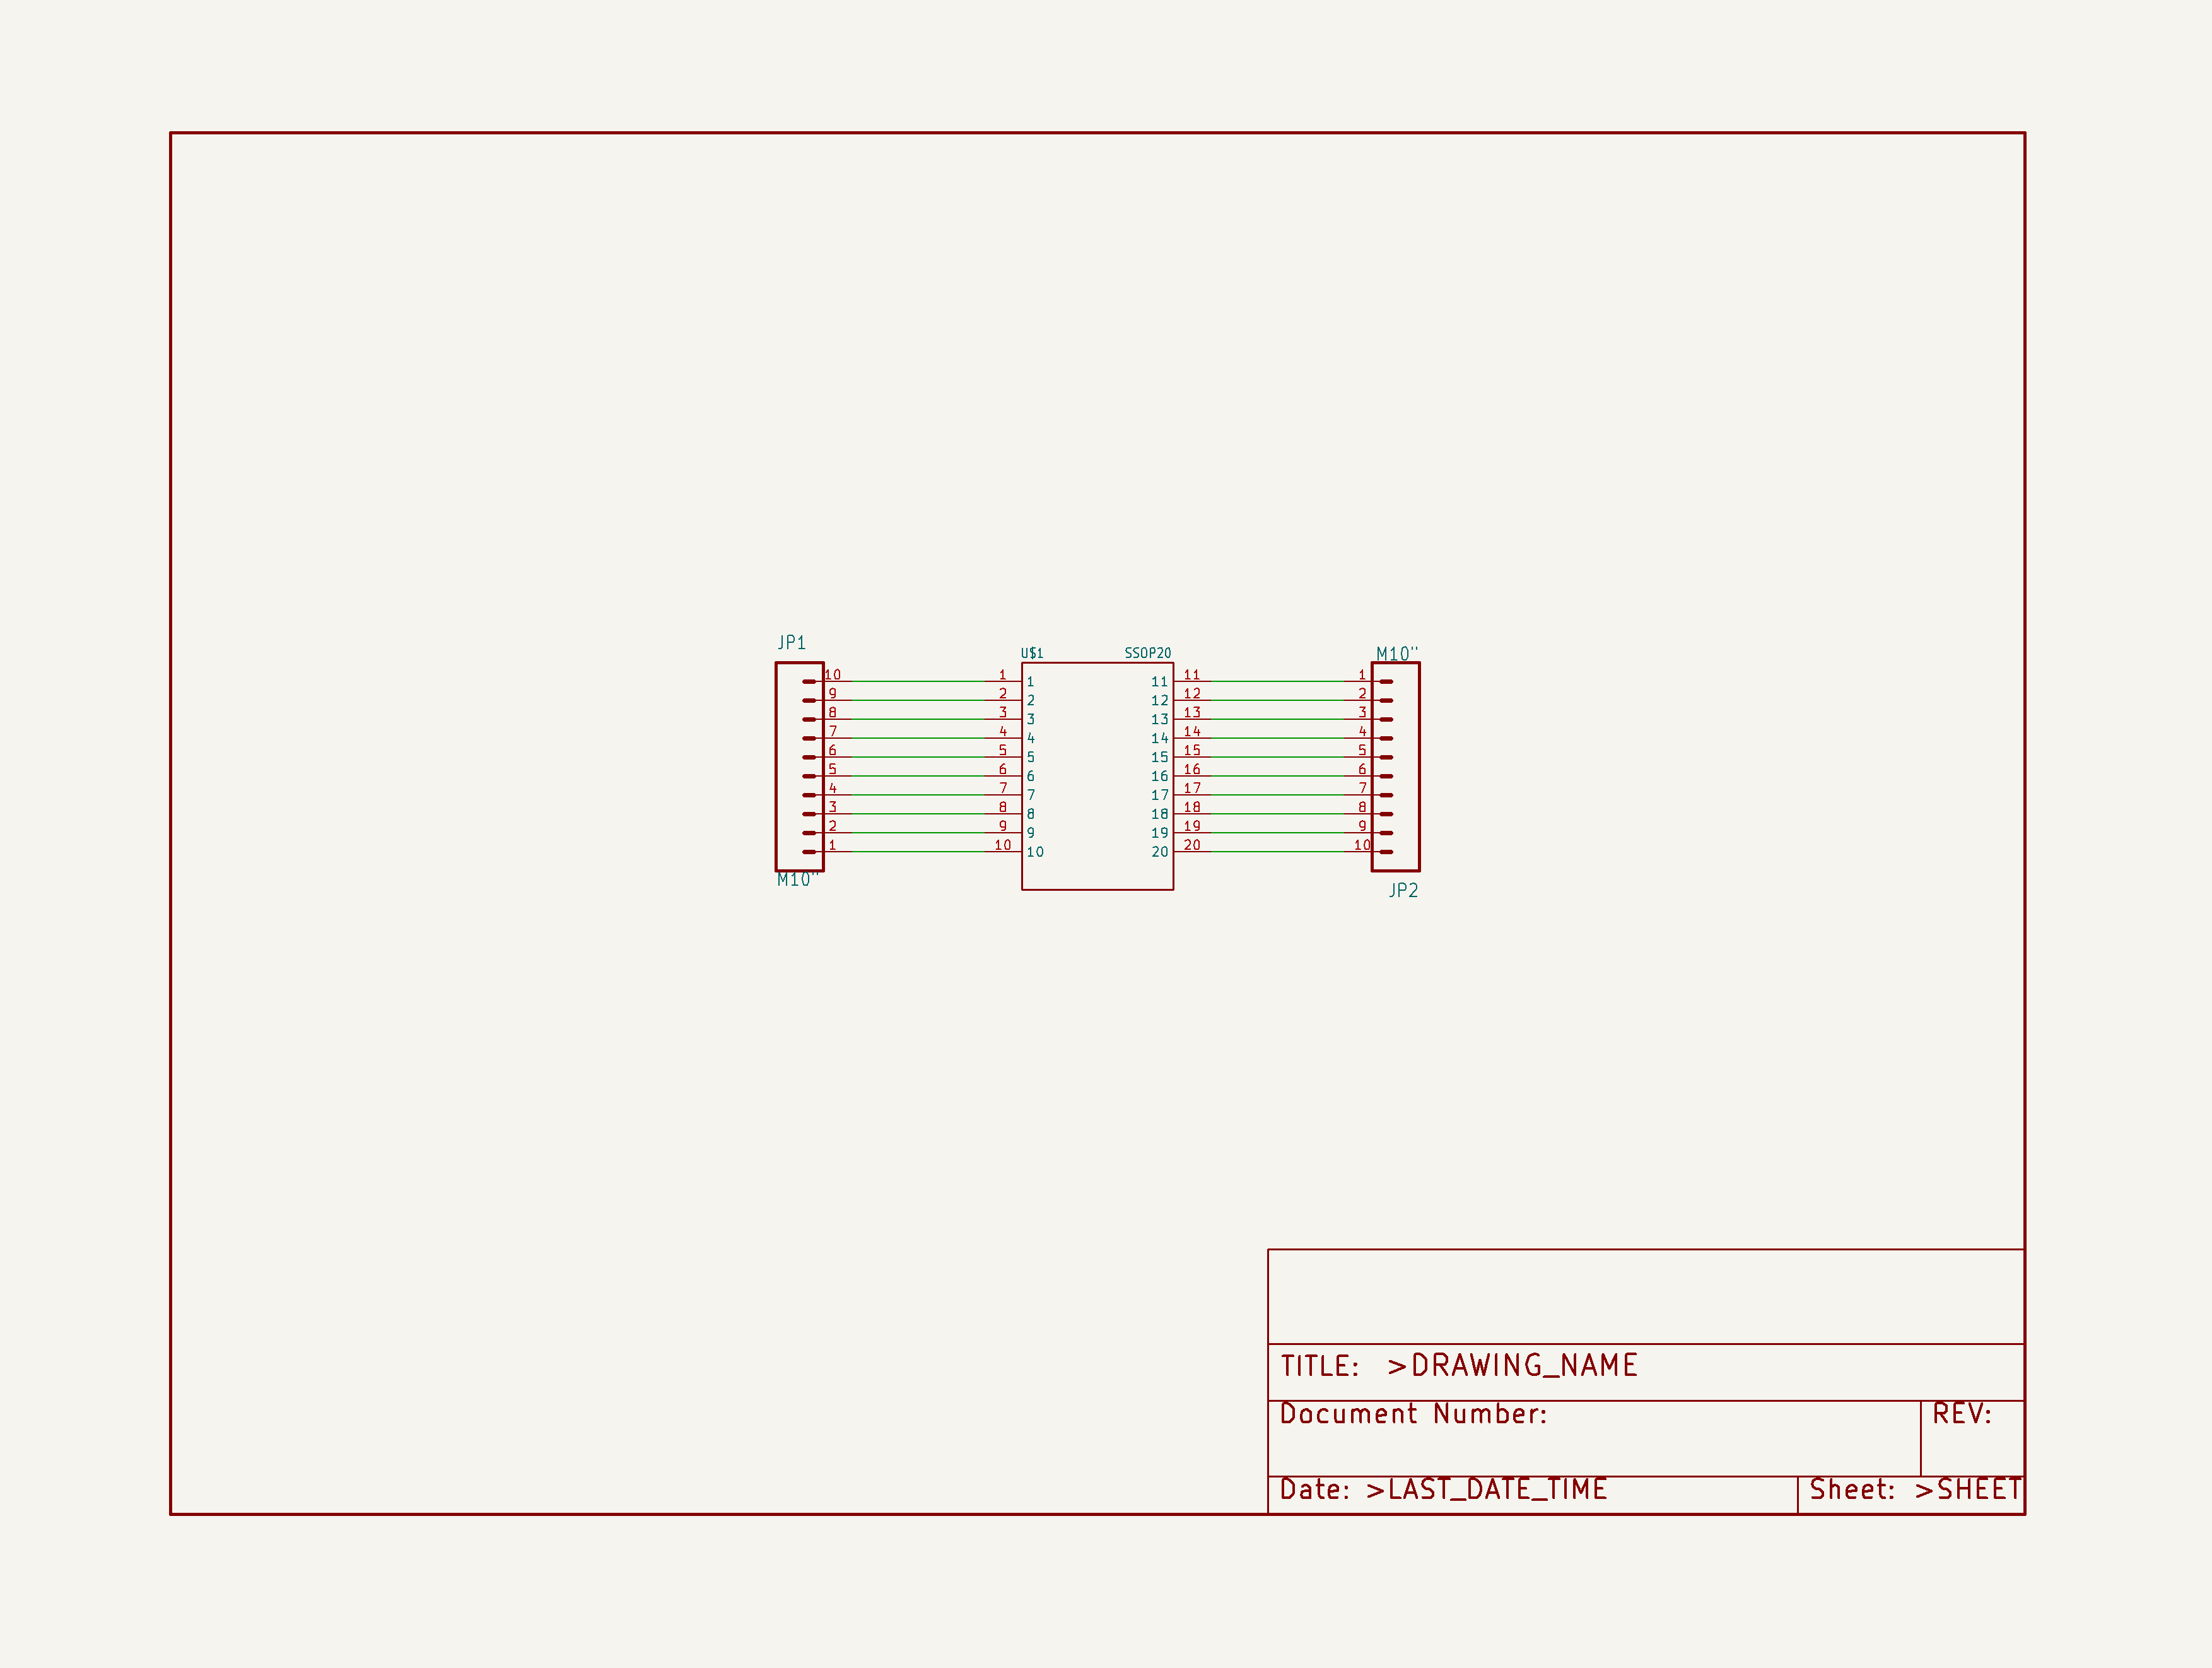 JP1
U$1 SSOP20 M10"
10 1 1 11 11 1
9 2 2 12 12 2
8 3 3 13 13 3
7 4 4 14 14 4
6 5 5 15 15 5
5 6 6 16 16 6
4 7 7 17 17 7
3 8 8 18 18 8
2 9 9 19 19 9
1 10 10 20 20 10
M10"
JP2
TITLE: >DRAWING_NAME
Document Number: REV:
Date: >LAST_DATE_TIME Sheet: >SHEET